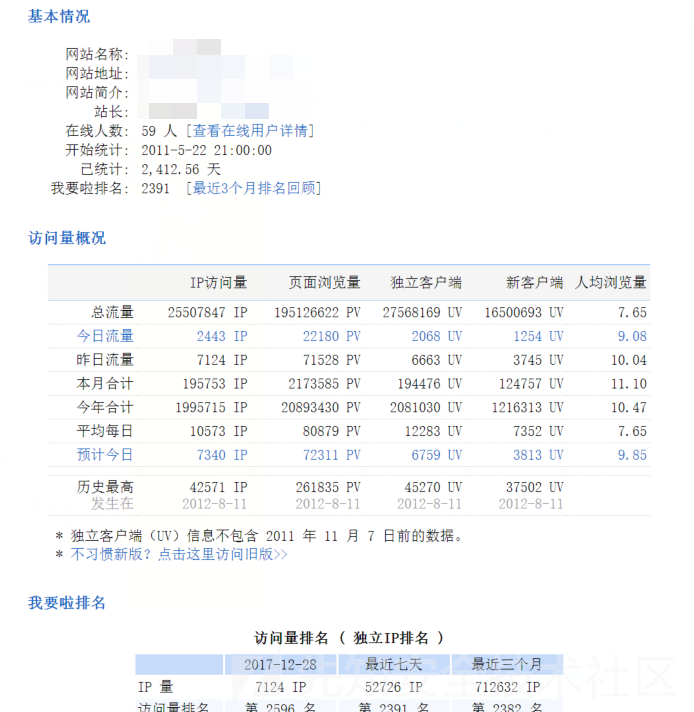 基本情况
网站名称:
网站地址:
网站简介:
站长:
在线人数: 59 人 [查看在线用户详情]
开始统计: 2011-5-22 21:00:00
已统计: 2,412.56 天
我要啦排名: 2391 [最近3个月排名回顾]
访问量概况
IP访问量 页面浏览量 独立客户端 新客户端 人均浏览量
总流量 25507847 IP 195126622 PV 27568169 UV 16500693 UV 7.65
今日流量 2443 IP 22180 PV 2068 UV 1254 UV 9.08
昨日流量 7124 IP 71528 PV 6663 UV 3745 UV 10.04
本月合计 195753 IP 2173585 PV 194476 UV 124757 UV 11.10
今年合计 1995715 IP 20893430 PV 2081030 UV 1216313 UV 10.47
平均每日 10573 IP 80879 PV 12283 UV 7352 UV 7.65
预计今日 7340 IP 72311 PV 6759 UV 3813 UV 9.85
历史最高 42571 IP 261835 PV 45270 UV 37502 UV
发生在 2012-8-11 2012-8-11 2012-8-11 2012-8-11
* 独立客户端（UV）信息不包含 2011 年 11 月 7 日前的数据。
* 不习惯新版？点击这里访问旧版>>
我要啦排名
访问量排名 ( 独立IP排名 )
2017-12-28 最近七天 最近三个月
IP 量 7124 IP 52726 IP 712632 IP
访问量排名 第 2596 名 第 2391 名 第 2382 名